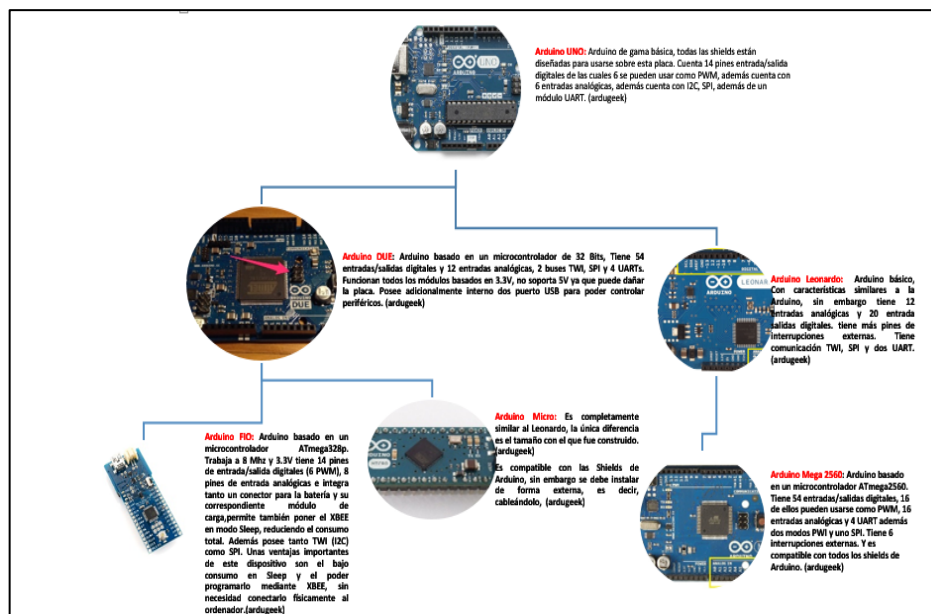 Arduino UNO: Arduino de gama básica, todas las shields están
diseñadas para usarse sobre esta placa. Cuenta 14 pines entrada/salida
digitales de las cuales 6 se pueden usar como PWM, además cuenta con
6 entradas analógicas, además cuenta con I2C, SPI, además de un
módulo UART. (ardugeek)
UNO
ARDUINO
Arduino DUE: Arduino basado en un microcontrolador de 32 Bits, Tiene 54
entradas/salidas digitales y 12 entradas analógicas, 2 buses TWI, SPI y 4 UARTs.
Funcionan todos los módulos basados en 3.3V, no soporta 5V ya que puede dañar
la placa. Posee adicionalmente interno dos puerto USB para poder controlar
periféricos. (ardugeek)
DUE
Arduino Leonardo: Arduino básico,
Con características similares a la
Arduino, sin embargo tiene 12
Entradas analógicas y 20 entrada
salidas digitales. tiene más pines de
interrupciones externas. Tiene
comunicación TWI, SPI y dos UART.
(ardugeek)
LEONAR
ARDUINO
Arduino FIO: Arduino basado en un
microcontrolador ATmega328p.
Trabaja a 8 Mhz y 3.3V tiene 14 pines
de entrada/salida digitales (6 PWM), 8
pines de entrada analógicas e integra
tanto un conector para la batería y su
correspondiente módulo de
carga,permite también poner el XBEE
en modo Sleep, reduciendo el consumo
total. Además posee tanto TWI (I2C)
como SPI. Unas ventajas importantes
de este dispositivo son el bajo
consumo en Sleep y el poder
programarlo mediante XBEE, sin
necesidad conectarlo físicamente al
ordenador.(ardugeek)
Arduino Micro: Es completamente
similar al Leonardo, la única diferencia
es el tamaño con el que fue construido.
(ardugeek)
Es compatible con las Shields de
Arduino, sin embargo se debe instalar
de forma externa, es decir,
cableándolo, (ardugeek)
Arduino Mega 2560: Arduino basado
en un microcontrolador ATmega2560.
Tiene 54 entradas/salidas digitales, 16
de ellos pueden usarse como PWM, 16
entradas analógicas y 4 UART además
dos modos PWI y uno SPI. Tiene 6
interrupciones externas. Y es
compatible con todos los shields de
Arduino. (ardugeek)